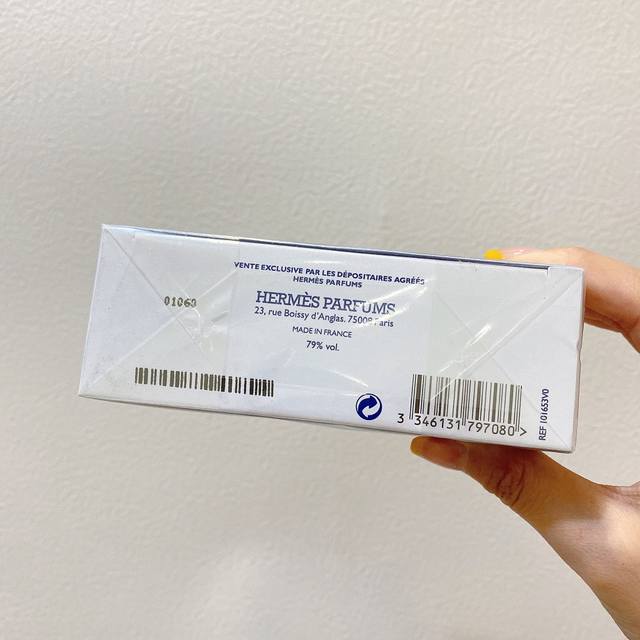 VENTE EXCLUSIVE PAR LES DÉPOSITAIRES AGRÉÉS
HERMÈS PARFUMS
01060
HERMÈS PARFUMS
23, rue Boissy d'Anglas. 75008 Paris
MADE IN FRANCE
79% vol.
3 346131 797080 >
REF 101653V0